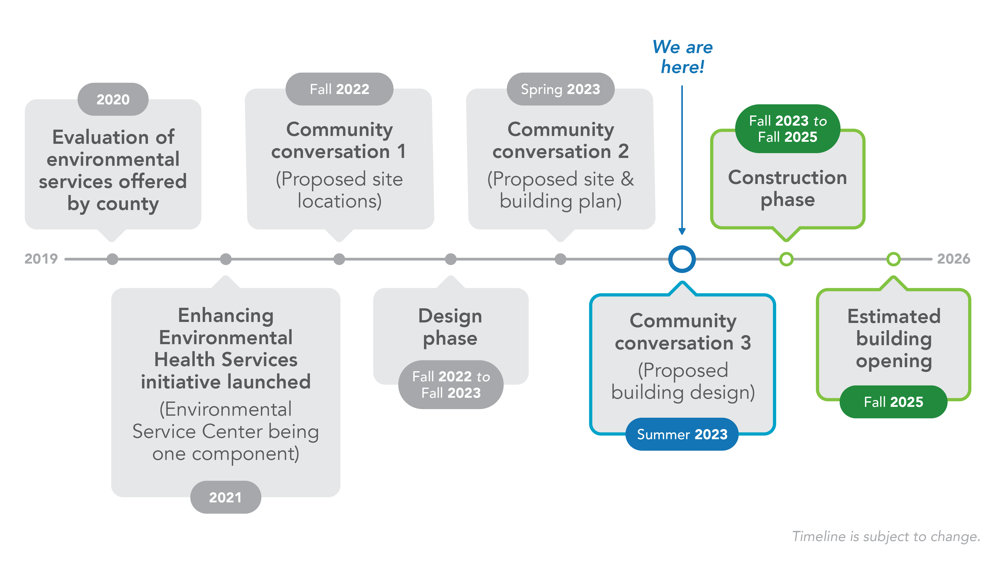 We are
here!
2020
Evaluation of
environmental
services offered
by county
Fall 2022
Community
conversation 1
(Proposed site
locations)
Spring 2023
Community
conversation 2
(Proposed site &
building plan)
Fall 2023 to
Fall 2025
Construction
phase
2019
2026
Enhancing
Environmental
Health Services
initiative launched
(Environmental
Service Center being
one component)
2021
Design
phase
Fall 2022 to
Fall 2023
Community
conversation 3
(Proposed
building design)
Summer 2023
Estimated
building
opening
Fall 2025
Timeline is subject to change.